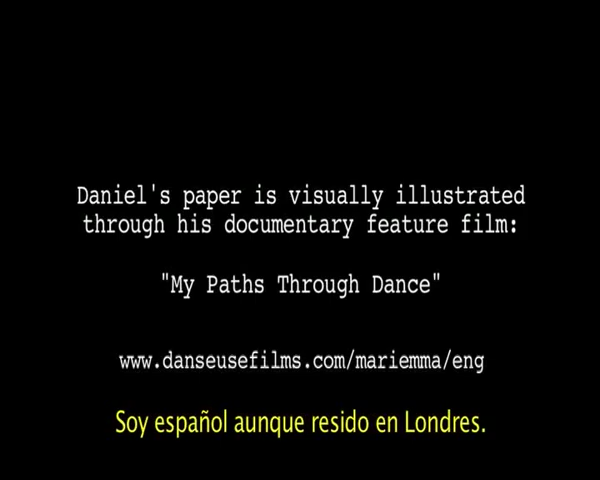 Daniel's paper is visually illustrated
through his documentary feature film:
"My Paths Through Dance"
www.danseusefilms.com/mariemma/eng
Soy español aunque resido en Londres.